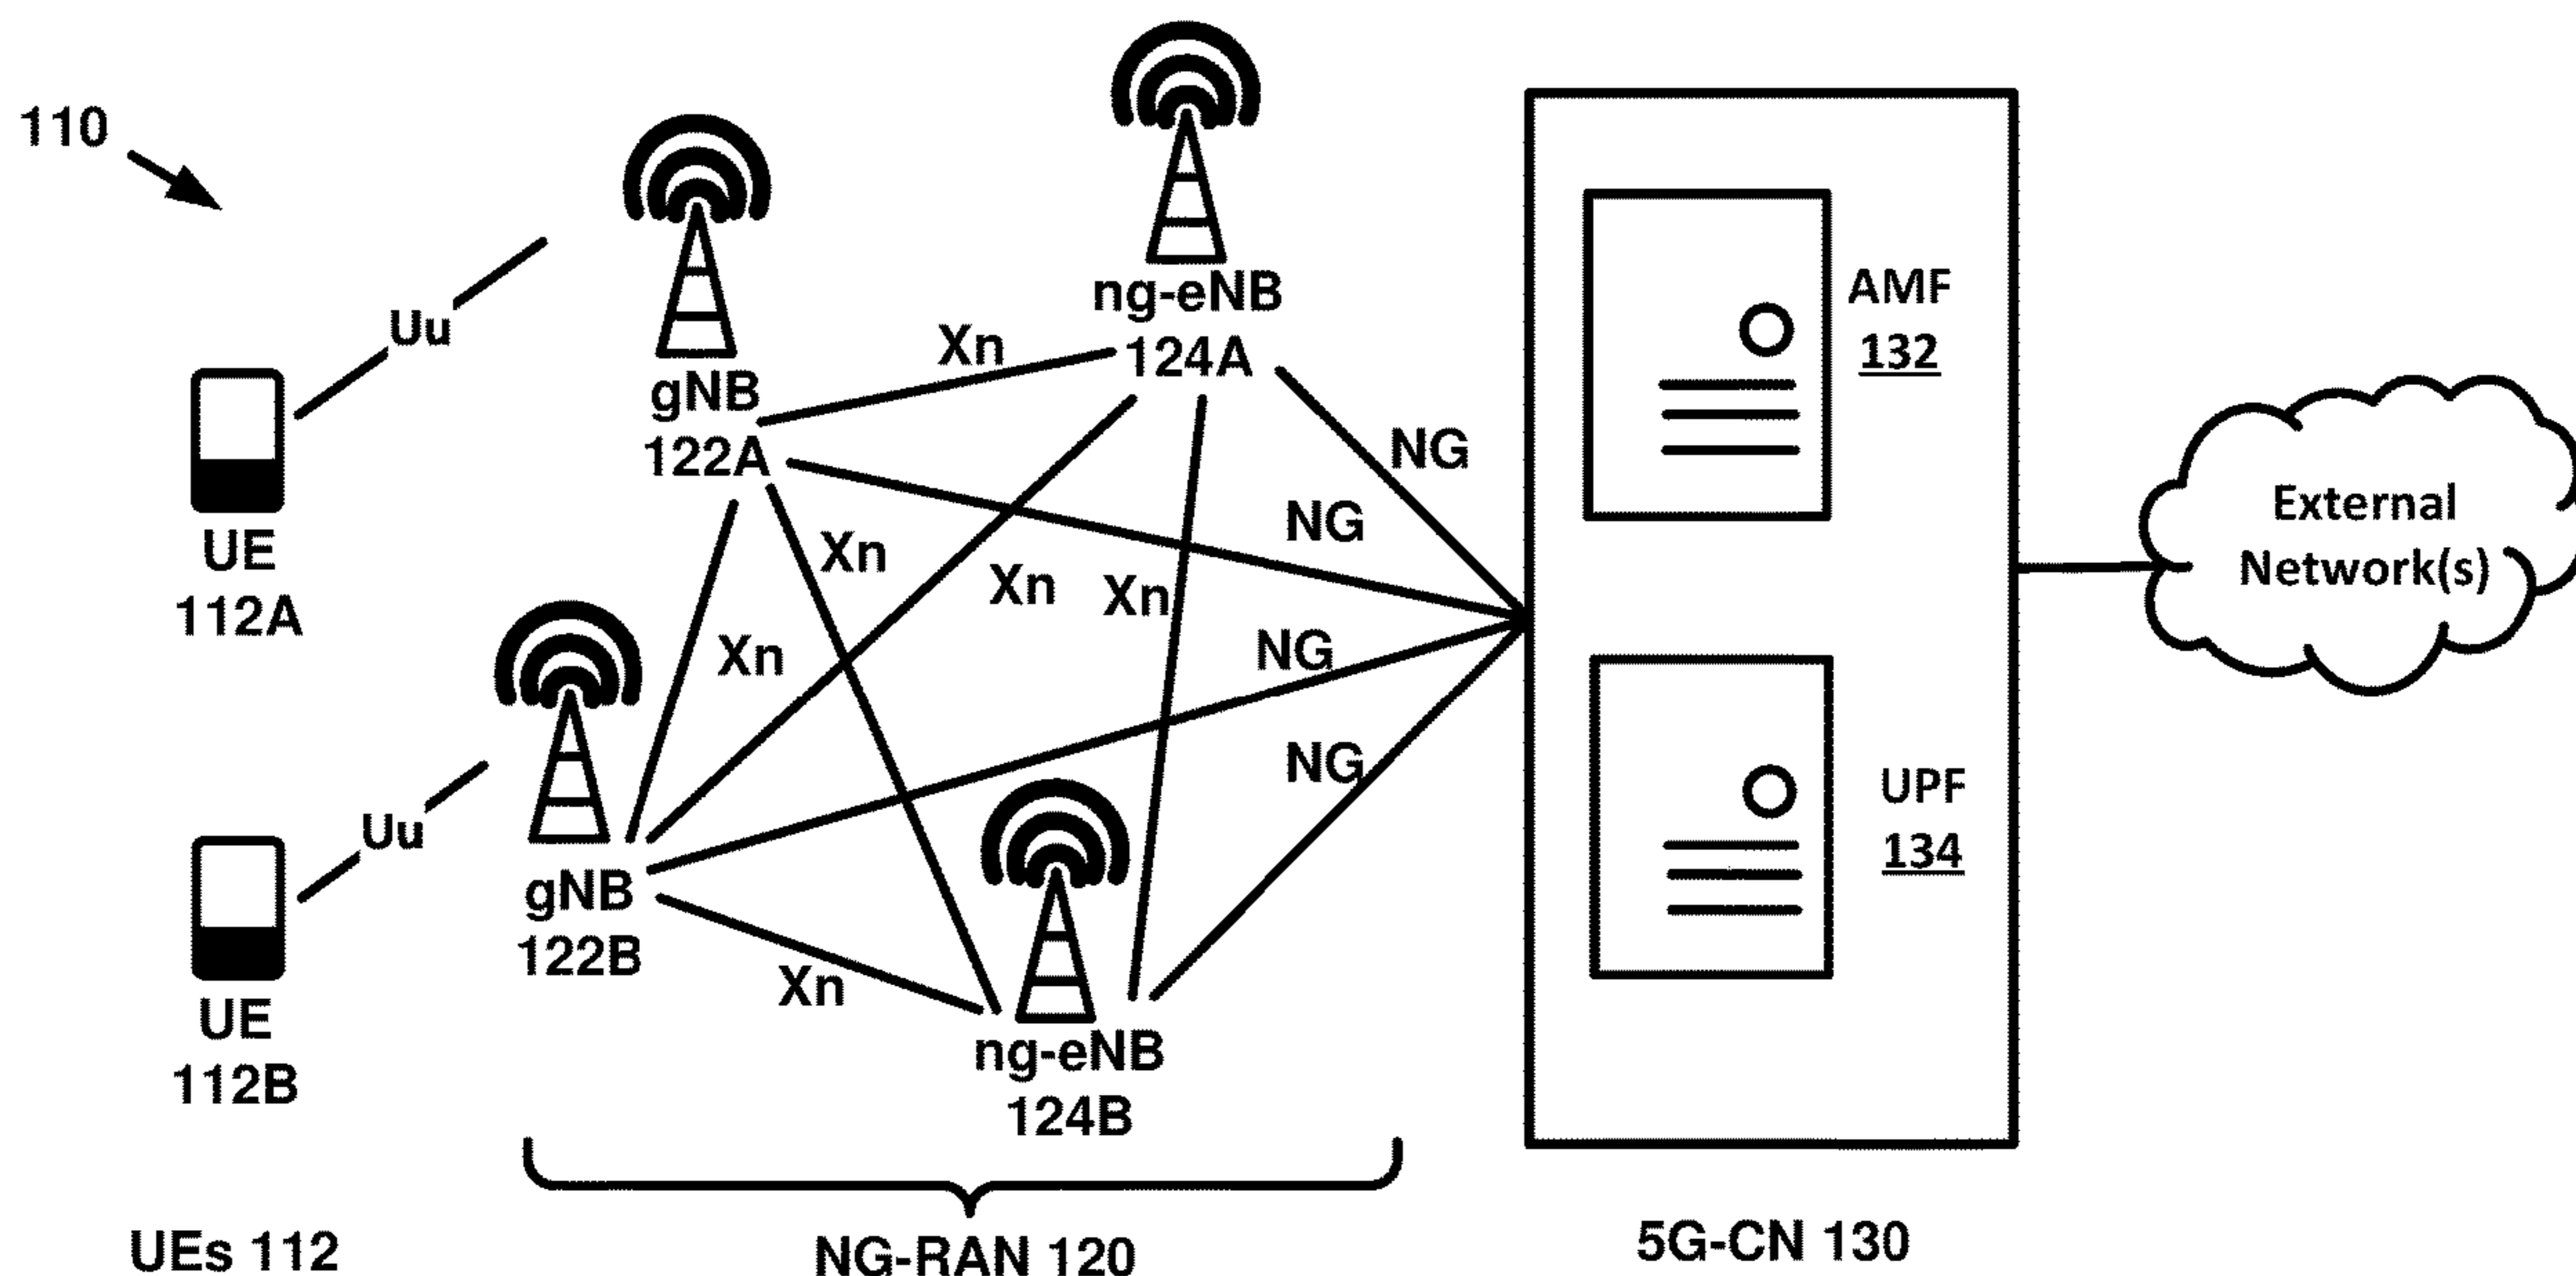 110
Uu
UE
112A
Uu
UE
112B
UEs 112
gNB
122A
ng-eNB
124A
gNB
122B
ng-eNB
124B
Xn
Xn
Xn
Xn
Xn
Xn
NG
NG
NG
NG
NG-RAN 120
AMF
132
UPF
134
5G-CN 130
External
Network(s)